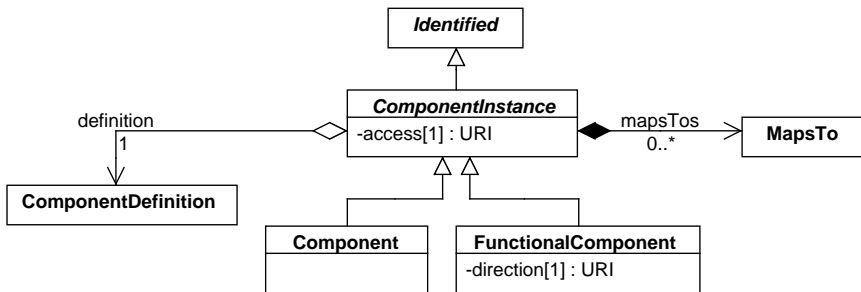 Identified
ComponentInstance
-access[1] : URI
definition
1
mapsTos
0..*
MapsTo
ComponentDefinition
Component
FunctionalComponent
-direction[1] : URI